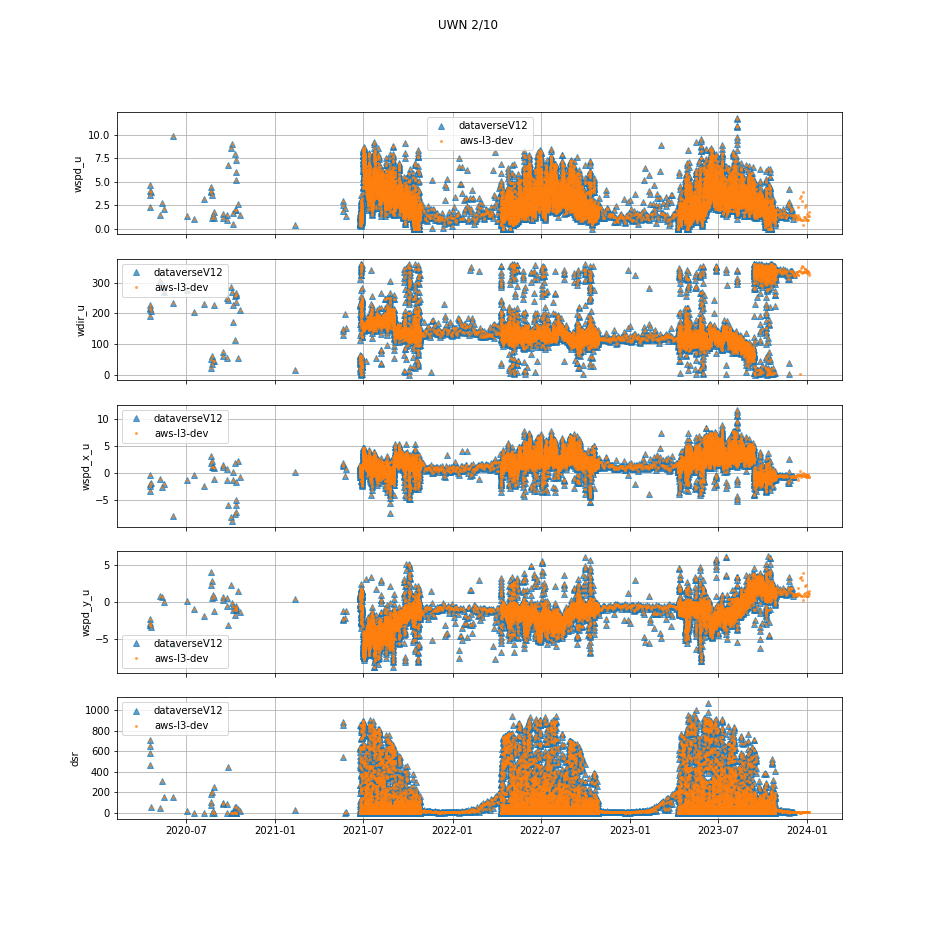 UWN 2/10
wspd_u
10.0
7.5
5.0
2.5
0.0
dataverseV12
aws-l3-dev
wdir_u
300
200
100
0
dataverseV12
aws-l3-dev
wspd_x_u
10
5
0
−5
dataverseV12
aws-l3-dev
wspd_y_u
5
0
−5
dataverseV12
aws-l3-dev
dsr
1000
800
600
400
200
0
dataverseV12
aws-l3-dev
2020-07 2021-01 2021-07 2022-01 2022-07 2023-01 2023-07 2024-01